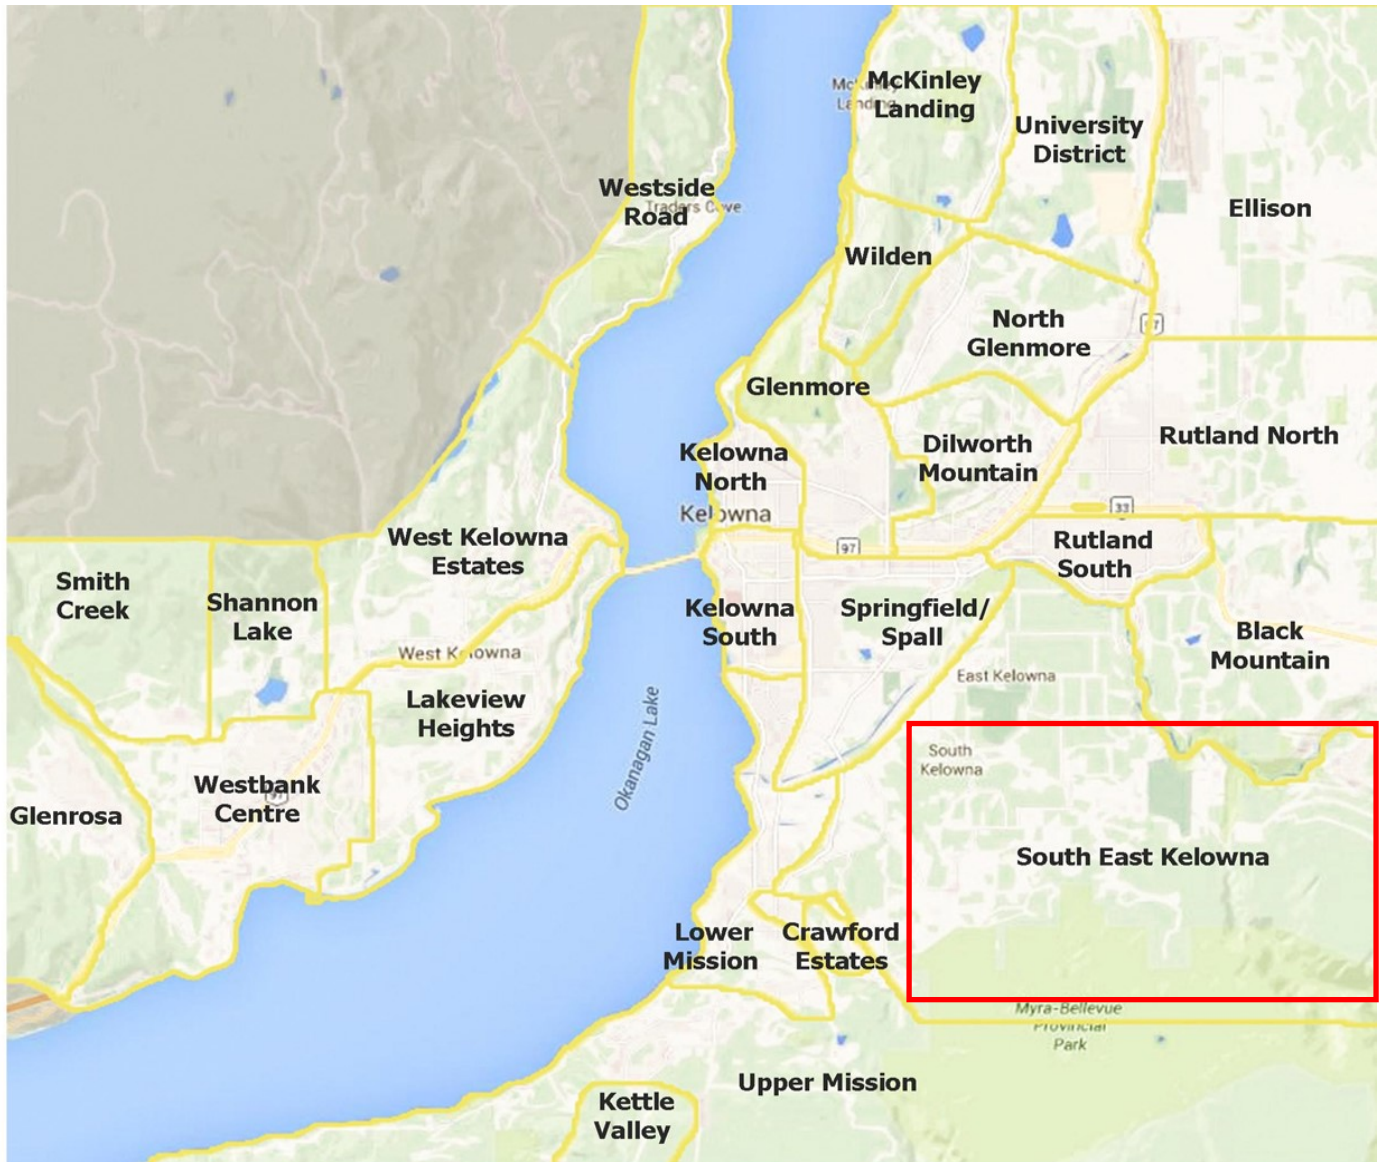 McKinley
Landing
McKinley
Landing
University
District
Westside
Road
Traders Cove
Ellison
Wilden
North
Glenmore
97
Glenmore
Rutland North
Dilworth
Mountain
Kelowna
North
Kelowna
33
West Kelowna
Estates
97
Rutland
South
Smith
Creek
Shannon
Lake
Kelowna
South
Springfield/
Spall
Black
Mountain
West Kelowna
East Kelowna
Lakeview
Heights
Okanagan Lake
South
Kelowna
Westbank
Centre
97
Glenrosa
South East Kelowna
Lower
Mission
Crawford
Estates
Myra-Bellevue
Provincial
Park
Upper Mission
Kettle
Valley